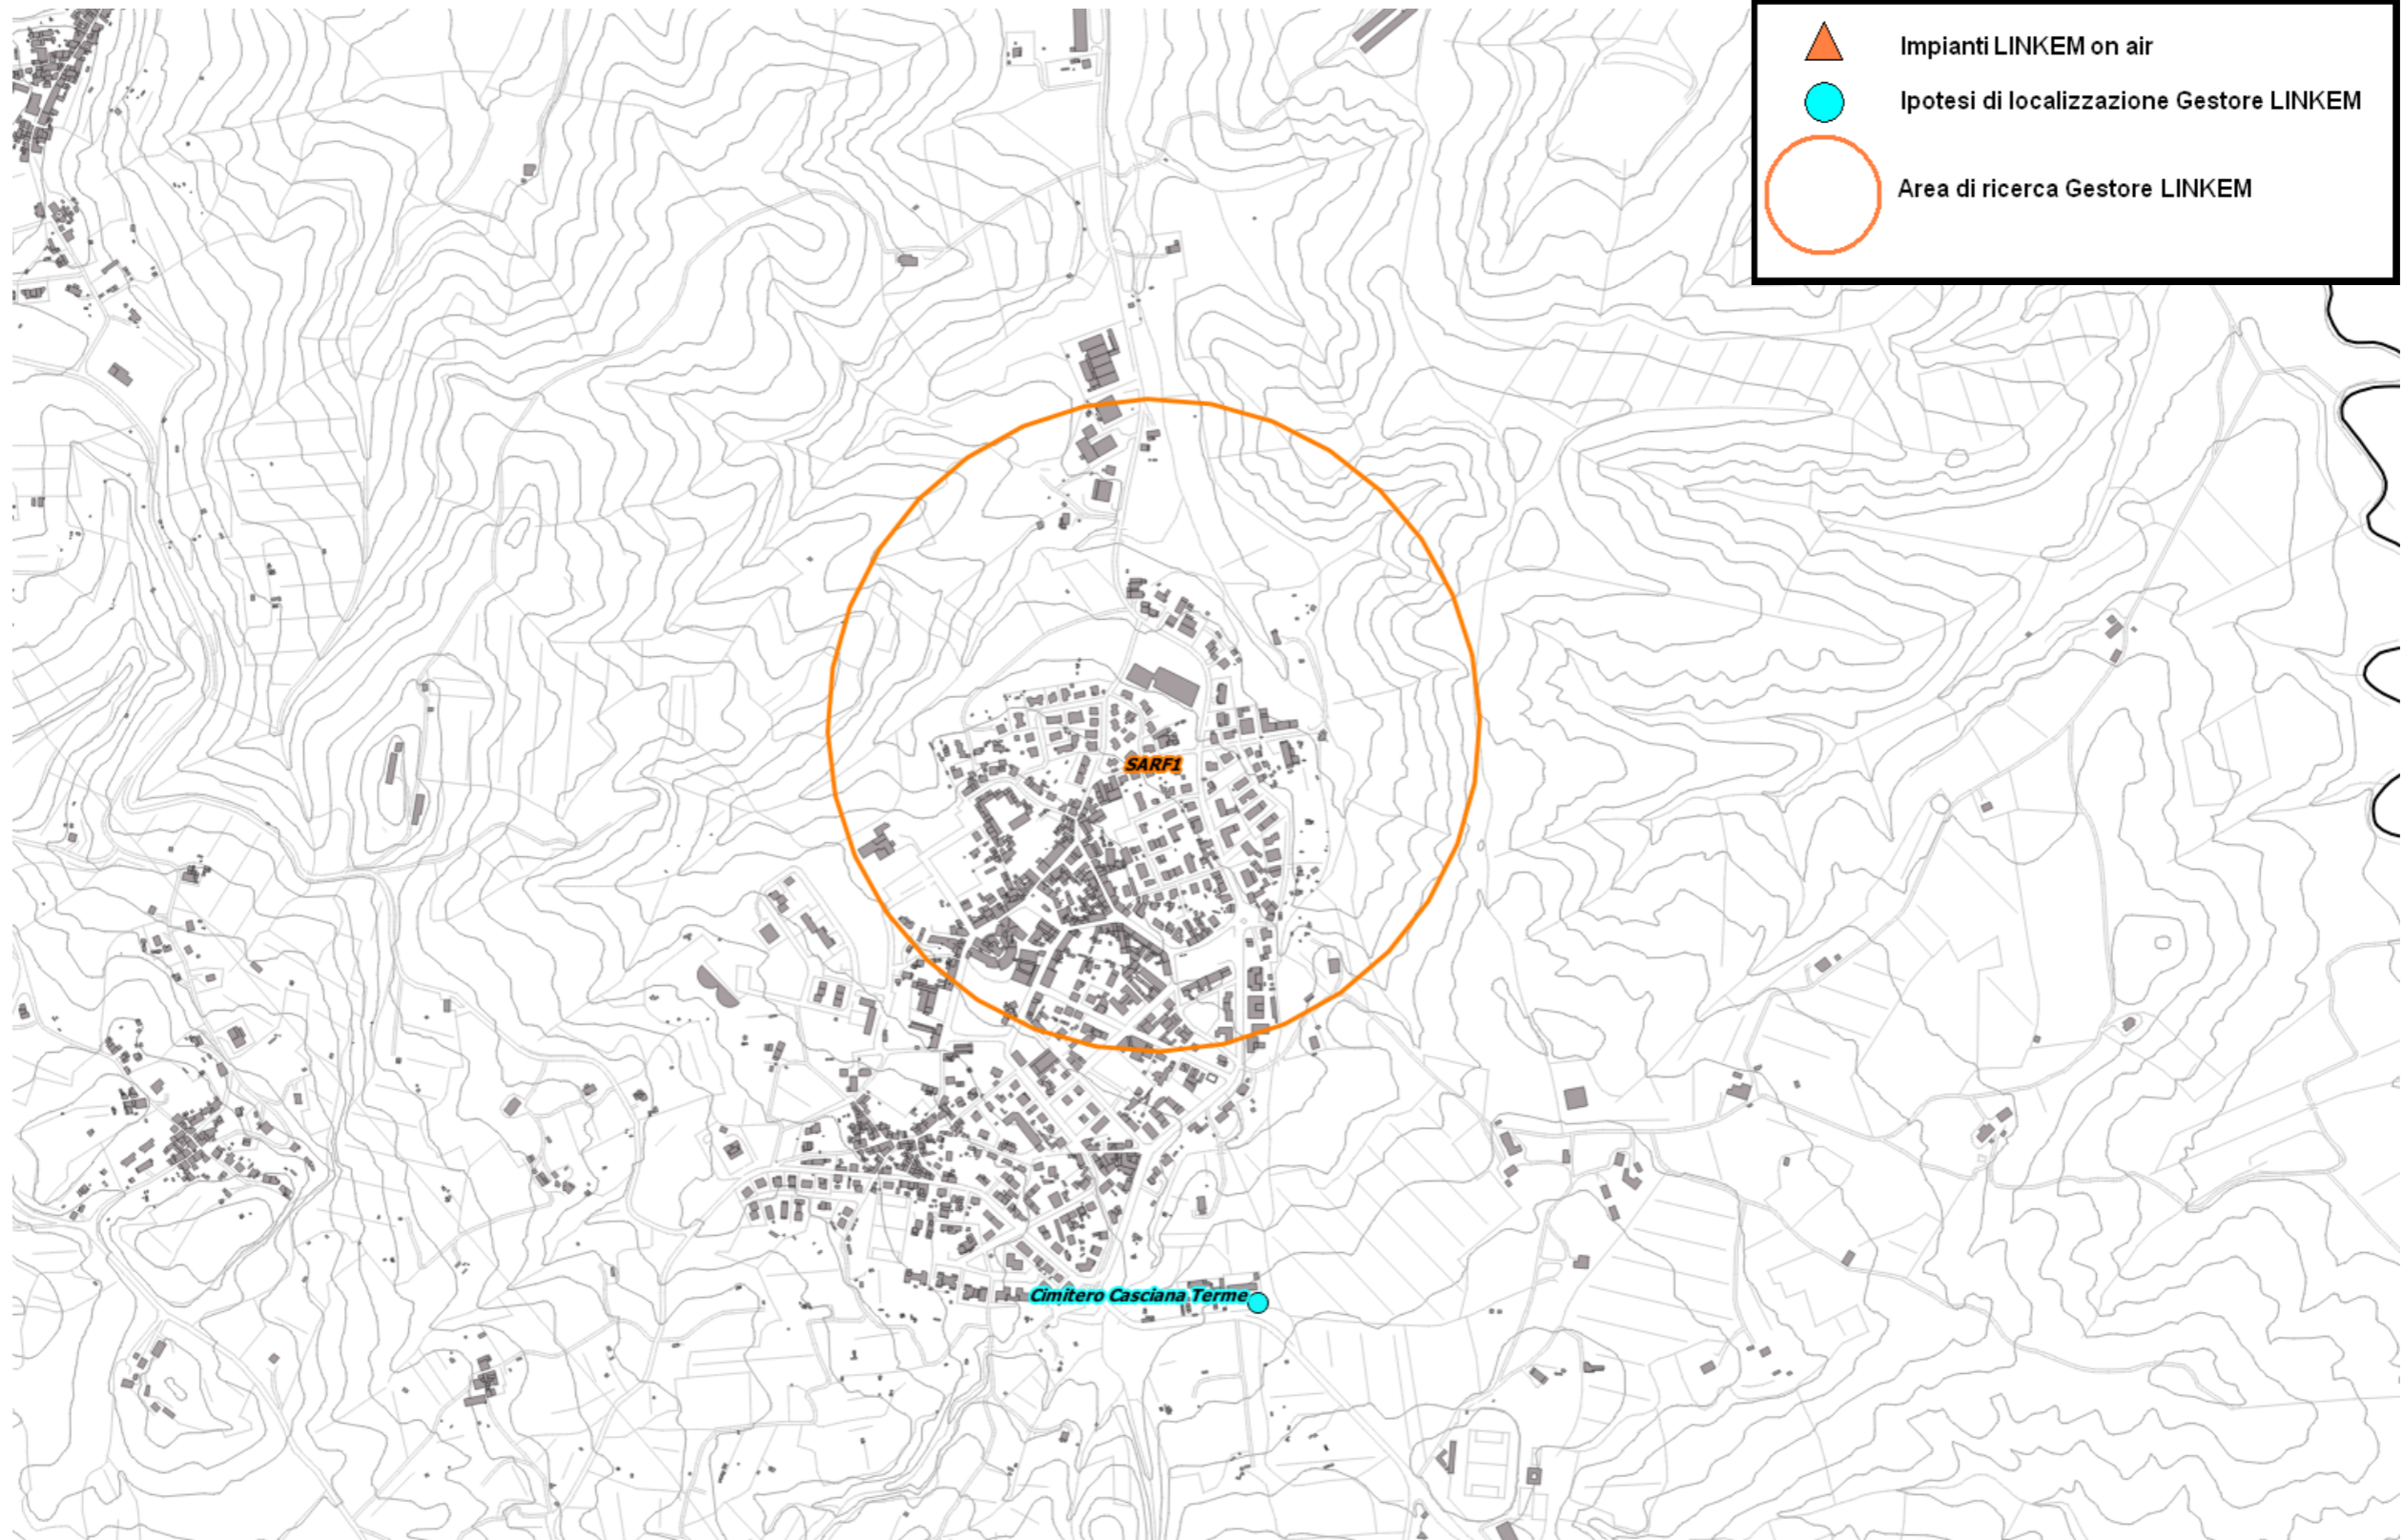 Impianti LINKEM on air
Ipotesi di localizzazione Gestore LINKEM
Area di ricerca Gestore LINKEM
SARF1
Cimitero Casciana Terme